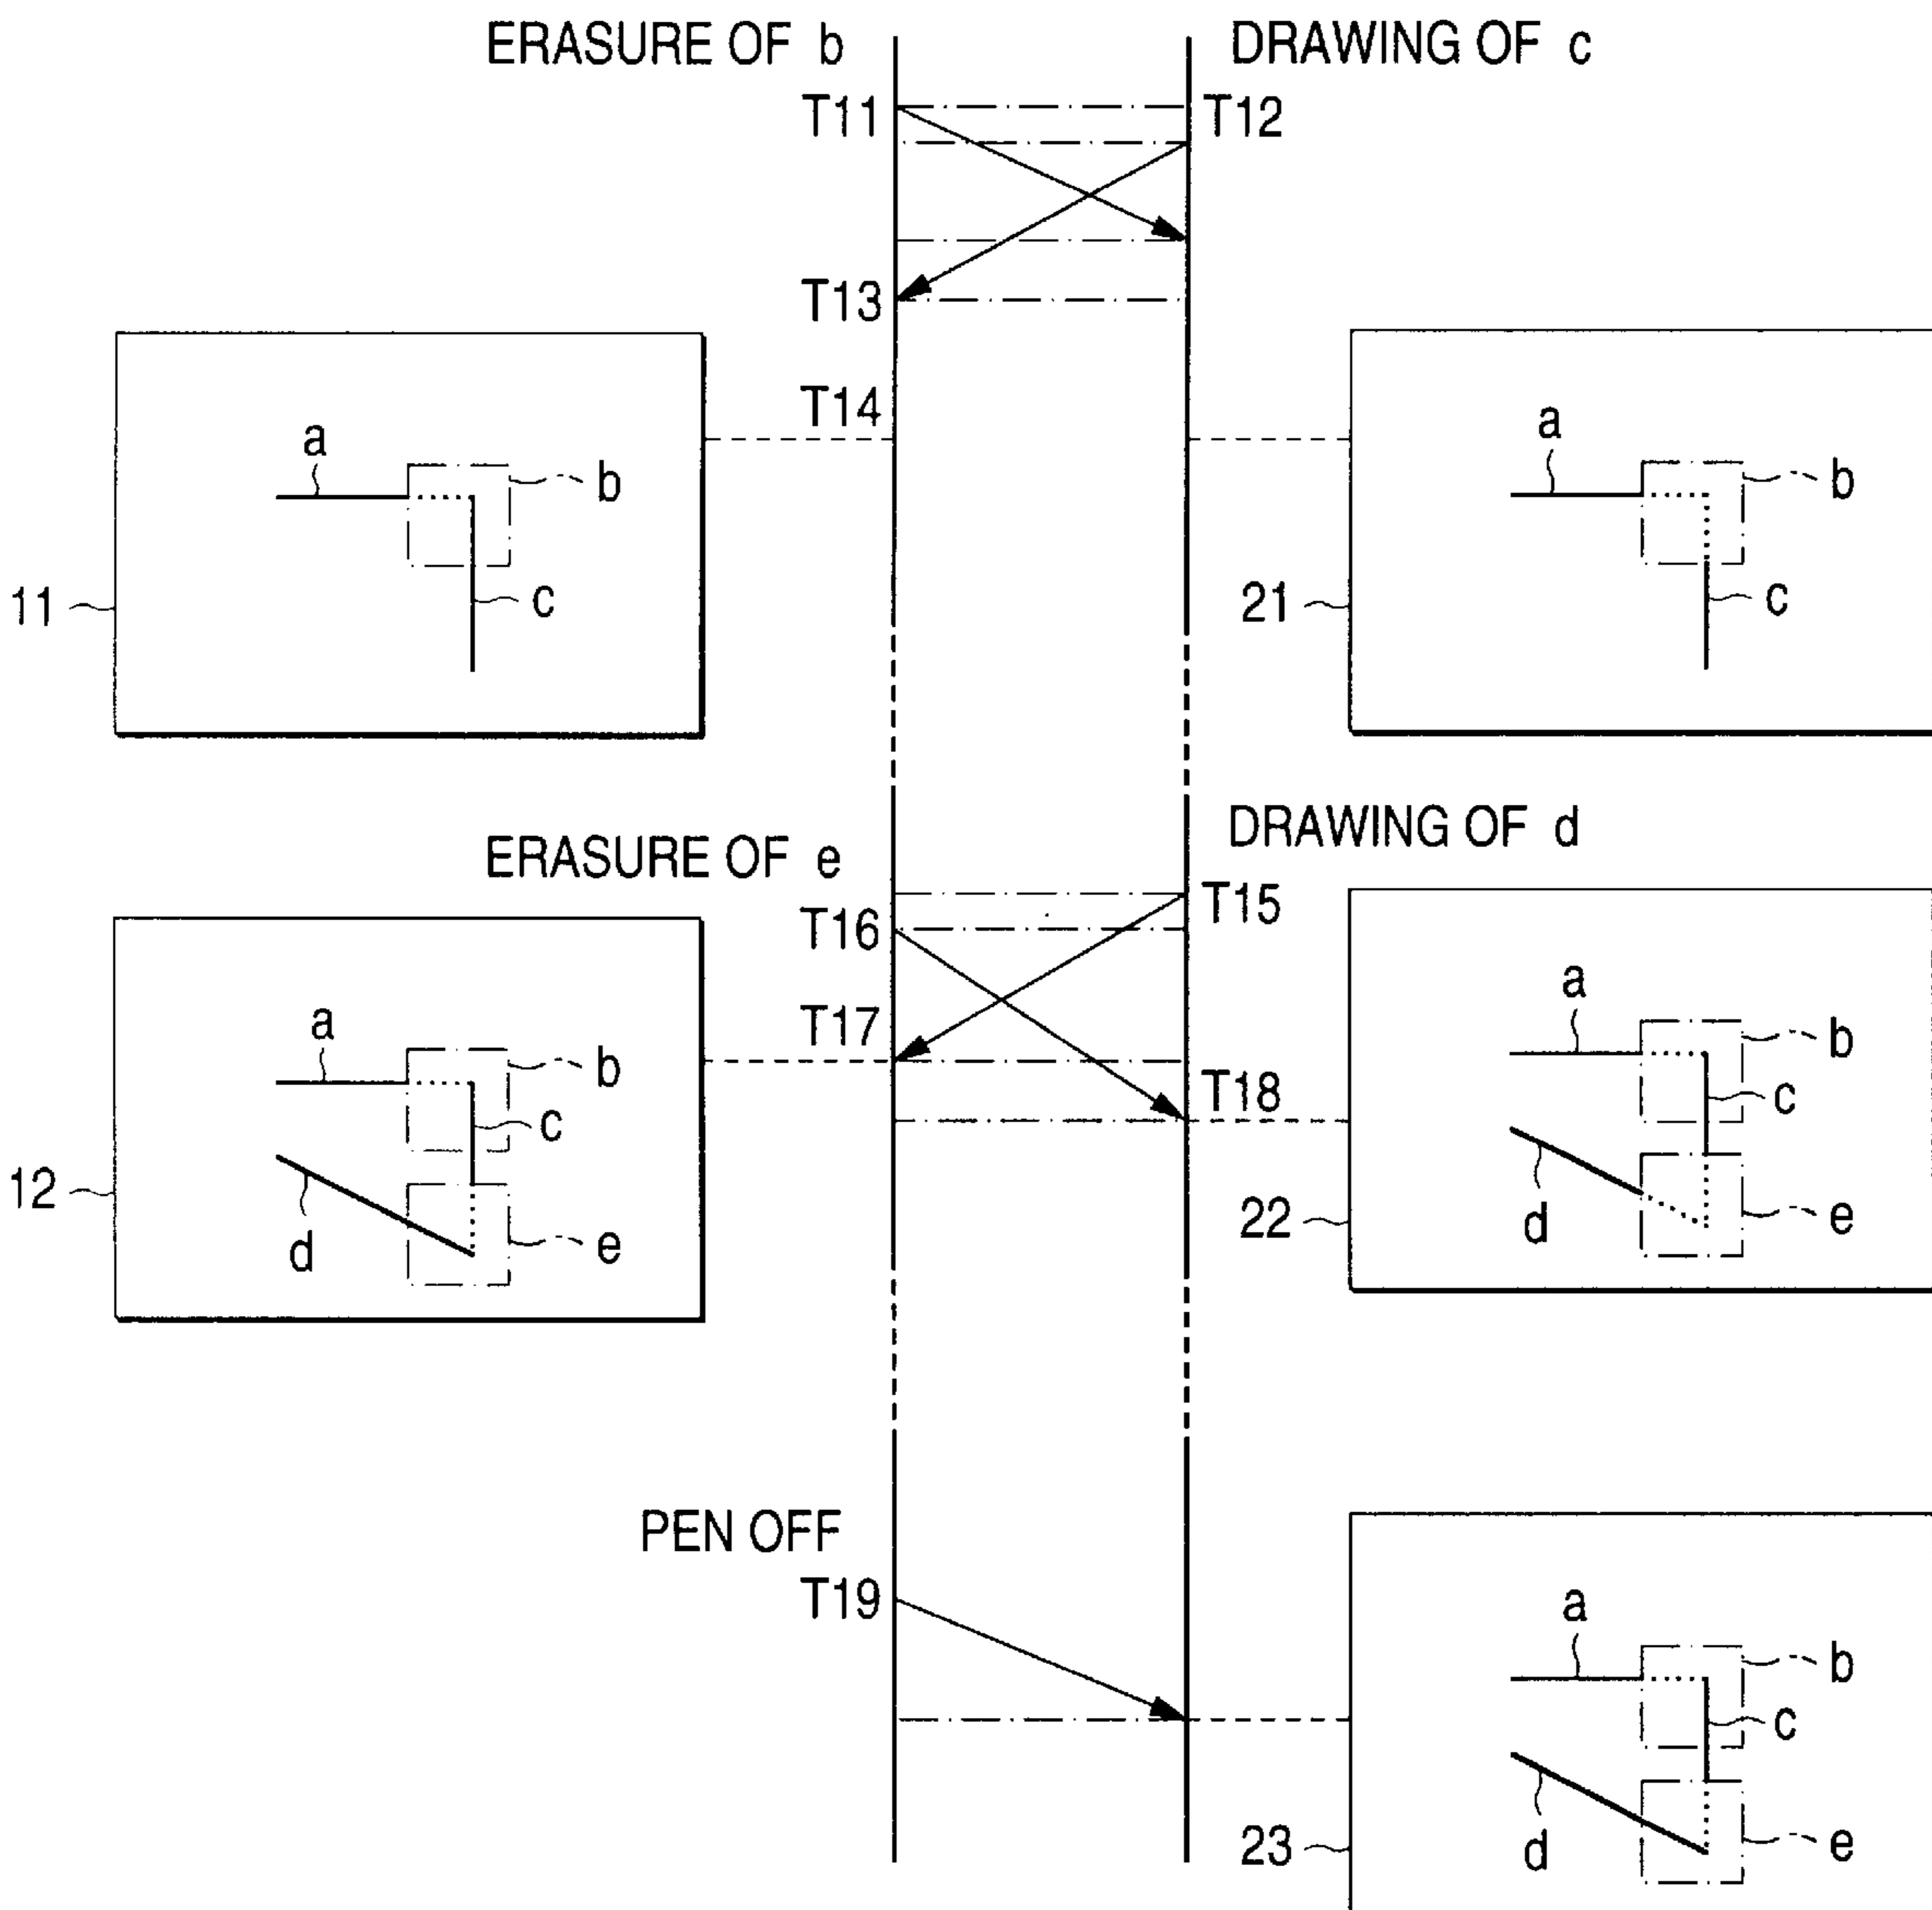 ERASURE OF b
DRAWING OF c
T11
T12
T13
T14
a
b
c
11
a
b
c
21
ERASURE OF e
DRAWING OF d
T15
T16
T17
T18
a
b
c
d
e
12
a
b
c
d
e
22
PEN OFF
T19
a
b
c
d
e
23